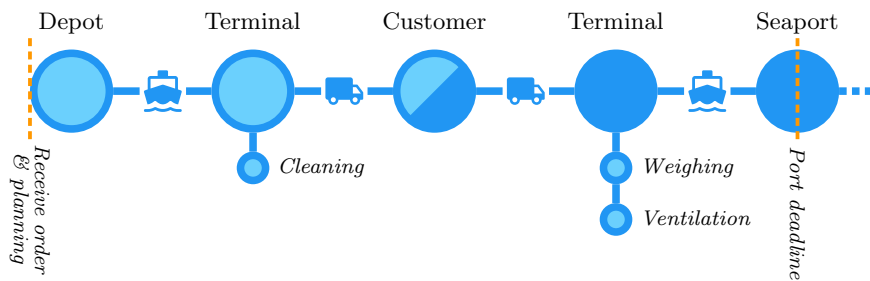 Depot
Terminal
Customer
Terminal
Seaport
Cleaning
Weighing
Ventilation
Receive order
& planning
Port deadline